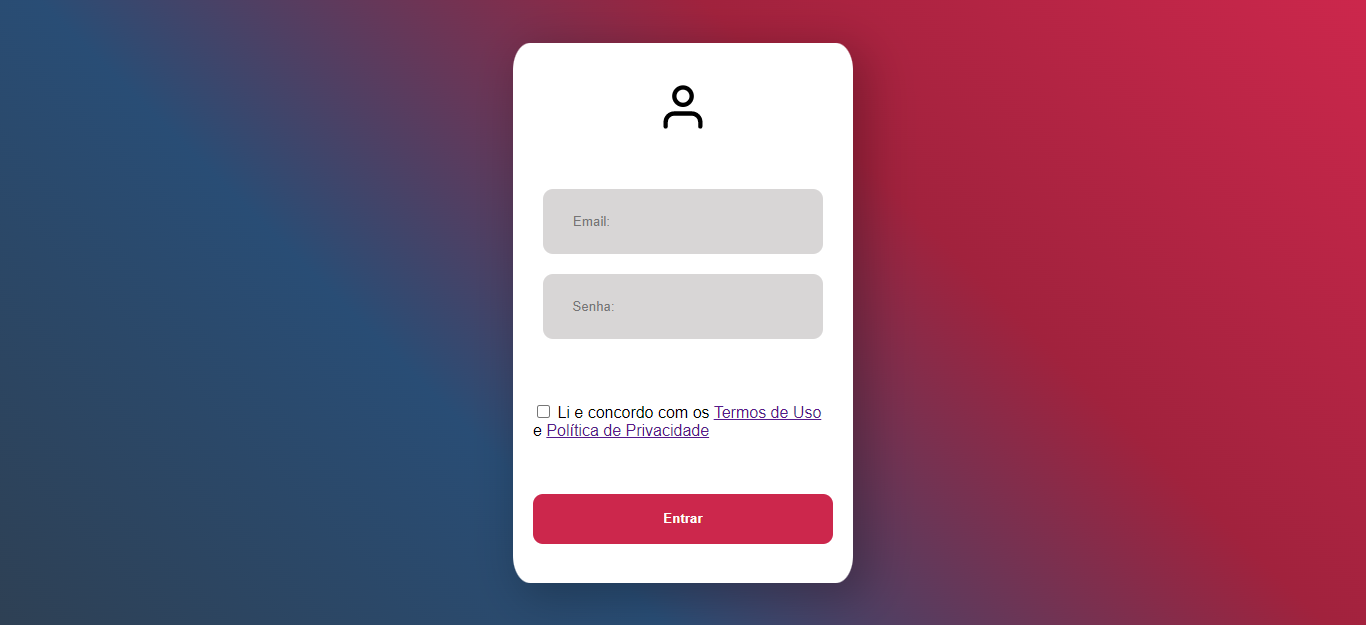 Email:
Senha:
Li e concordo com os Termos de Uso
e Política de Privacidade
Entrar